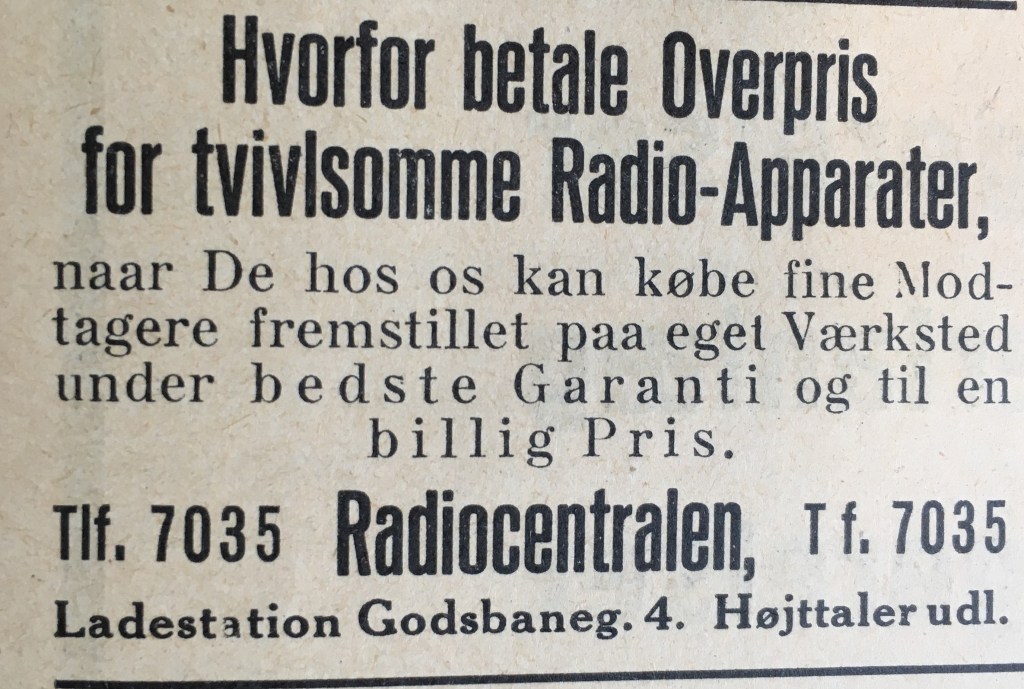 Hvorfor betale Overpris
for tvivlsomme Radio-Apparater,
naar De hos os kan købe fine Mod-
tagere fremstillet paa eget Værksted
under bedste Garanti og til en
billig Pris.
Tlf. 7035 Radiocentralen, T f. 7035
Ladestation Godsbaneg. 4. Højttaler udl.